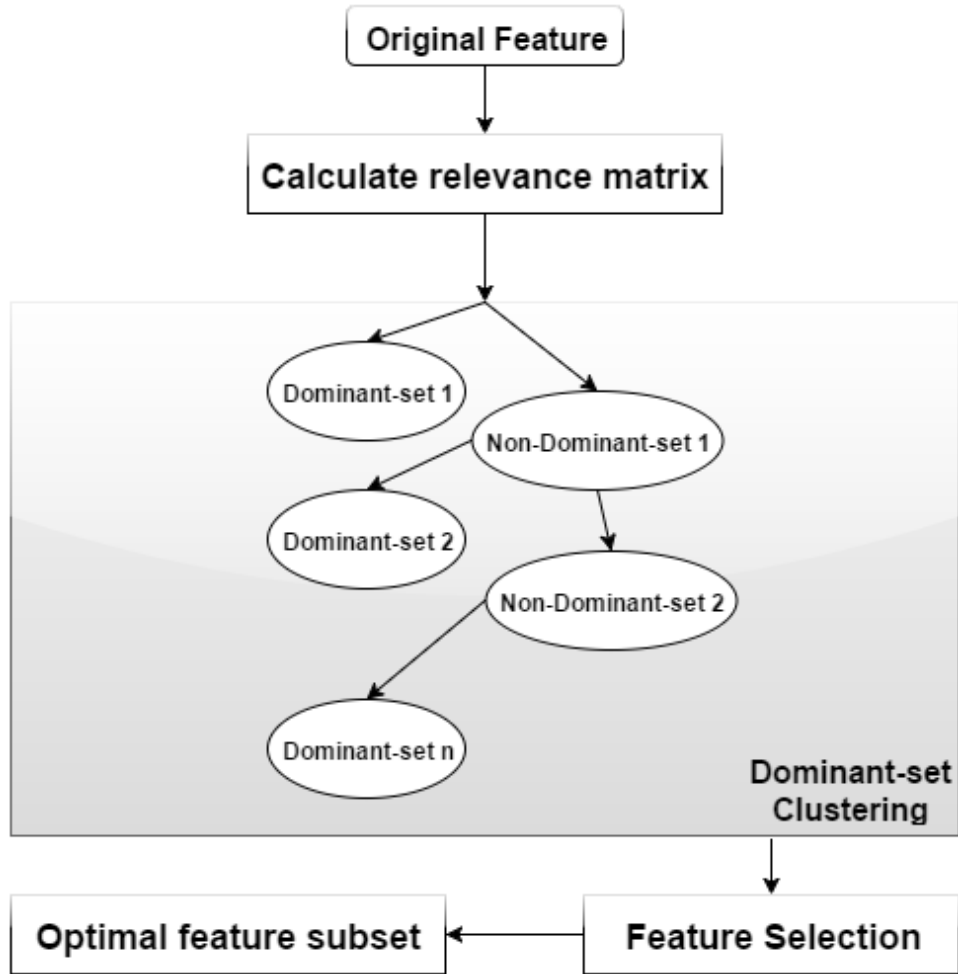 Original Feature
Calculate relevance matrix
Dominant-set 1
Non-Dominant-set 1
Dominant-set 2
Non-Dominant-set 2
Dominant-set n
Dominant-set
Clustering
Optimal feature subset
Feature Selection